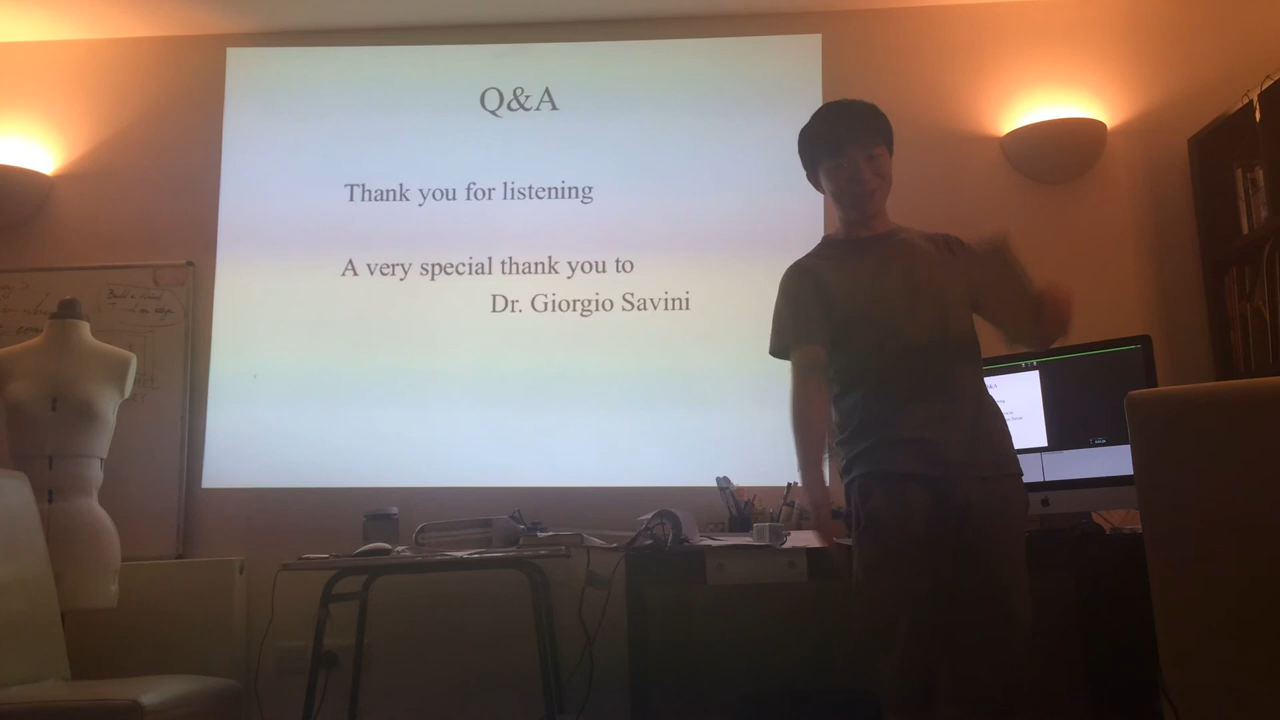 Q&A
Thank you for listening
A very special thank you to
Dr. Giorgio Savini